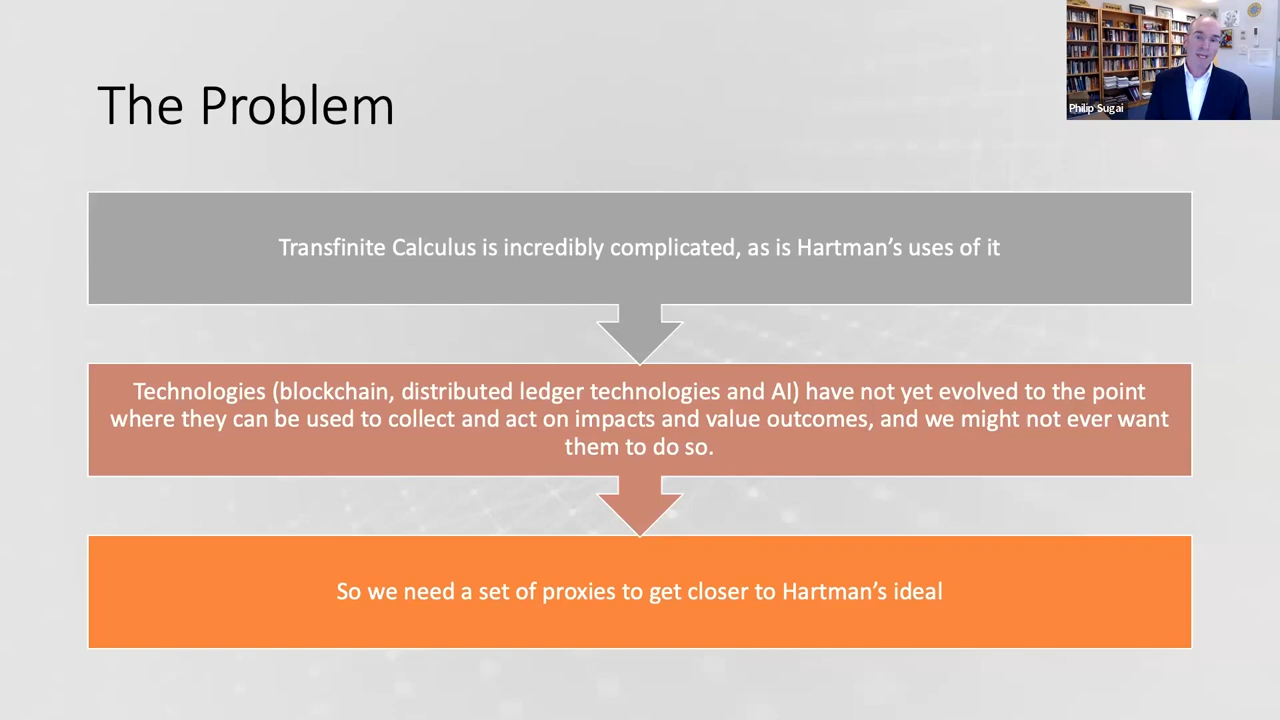 The Problem
Philip Sugai
Transfinite Calculus is incredibly complicated, as is Hartman’s uses of it
Technologies (blockchain, distributed ledger technologies and AI) have not yet evolved to the point
where they can be used to collect and act on impacts and value outcomes, and we might not ever want
them to do so.
So we need a set of proxies to get closer to Hartman’s ideal